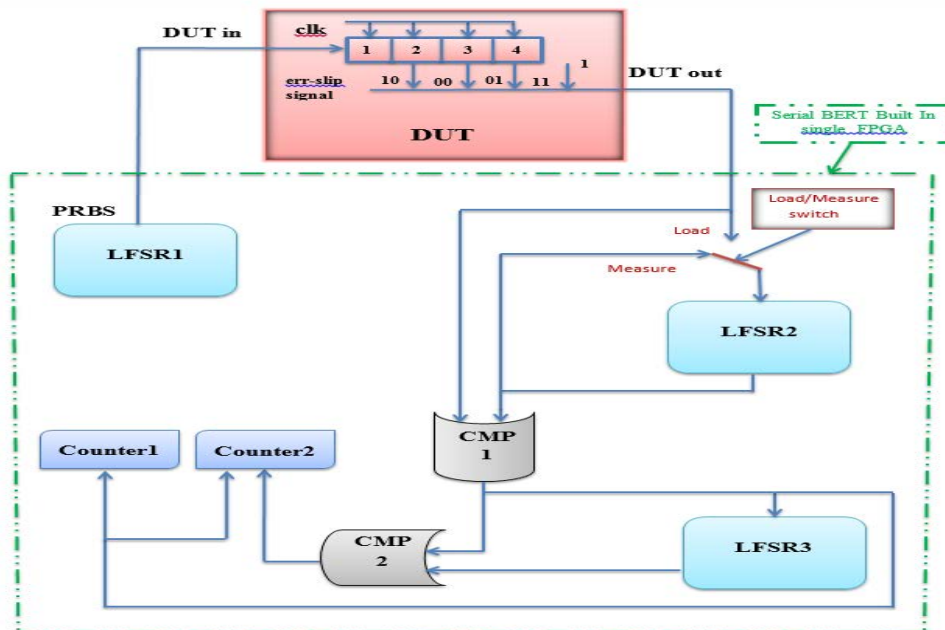 DUT in
clk
1 2 3 4
1
DUT out
err-slip
signal
10 00 01 11
DUT
Serial BERT Built In
single FPGA
PRBS
LFSR1
Load/Measure
switch
Load
Measure
LFSR2
CMP
1
Counter1
Counter2
CMP
2
LFSR3